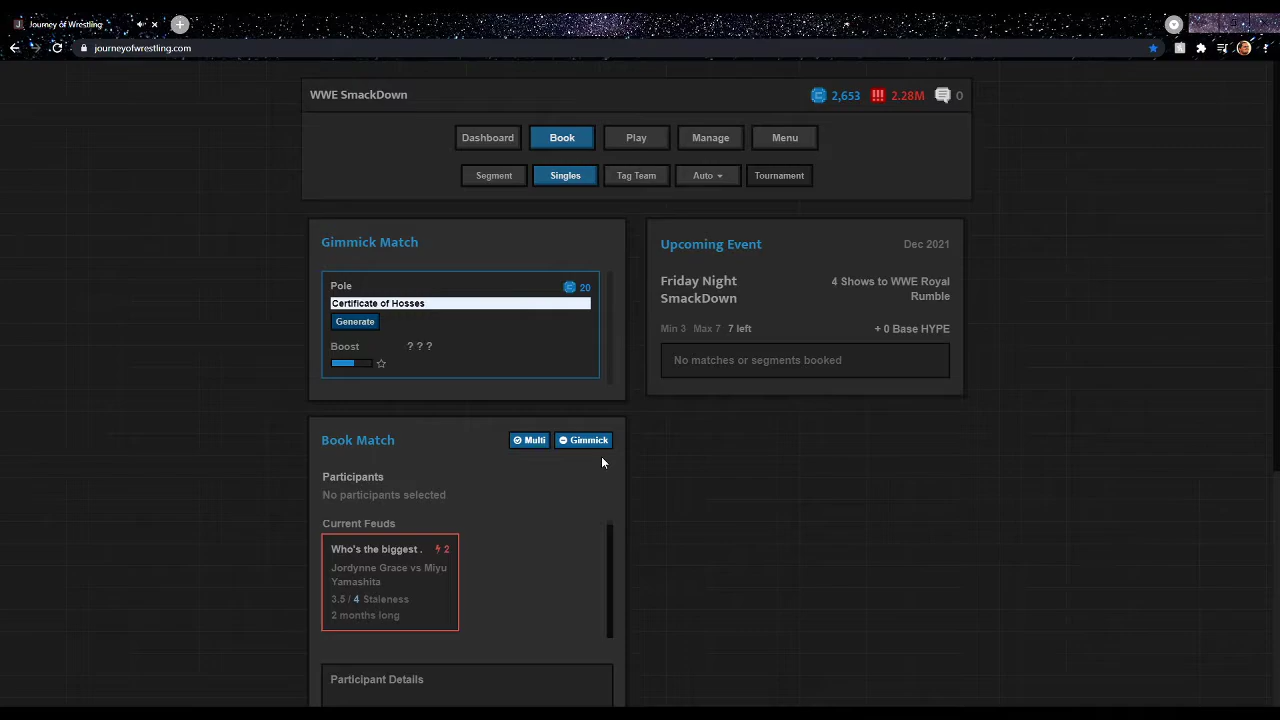 Journey of Wrestling
journeyofwrestling.com
WWE SmackDown
2,653
2.28M
0
Dashboard
Book
Play
Manage
Menu
Segment
Singles
Tag Team
Auto
Tournament
Gimmick Match
Pole
20
Certificate of Hosses
Generate
Boost
? ? ?
Upcoming Event
Dec 2021
Friday Night
SmackDown
4 Shows to WWE Royal
Rumble
Min 3 Max 7 7 left
+ 0 Base HYPE
No matches or segments booked
Book Match
Multi
Gimmick
Participants
No participants selected
Current Feuds
Who's the biggest .
2
Jordynne Grace vs Miyu
Yamashita
3.5 / 4 Staleness
2 months long
Participant Details